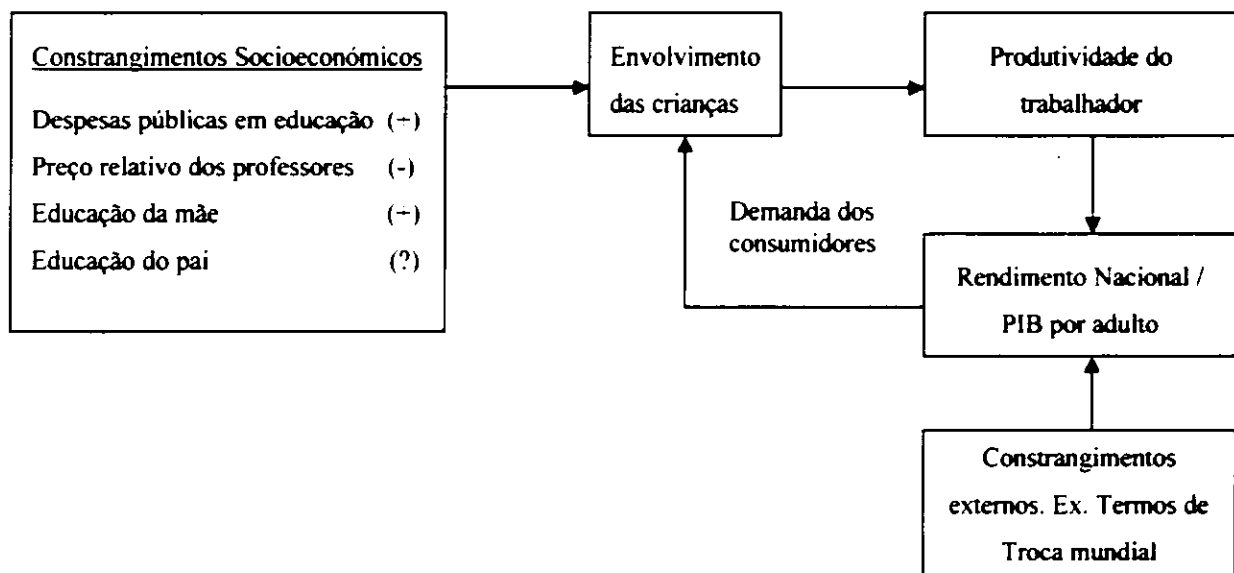 Constrangimentos Socioeconómicos
Despesas públicas em educação (+)
Preço relativo dos professores (-)
Educação da mãe (+)
Educação do pai (?)
Envolvimento
das crianças
Produtividade do
trabalhador
Demanda dos
consumidores
Rendimento Nacional /
PIB por adulto
Constrangimentos
externos. Ex. Termos de
Troca mundial